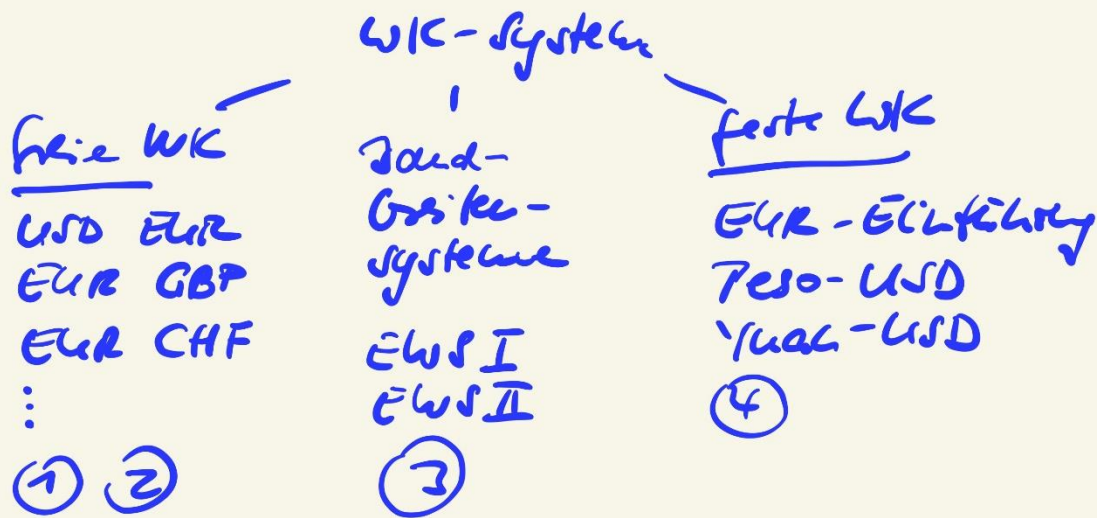 WK-System
freie WK
USD EUR
EUR GBP
EUR CHF
⋮
① ②
Band-
breiten-
systeme
EWS I
EWS II
③
feste WK
EUR-Einführung
Peso-USD
Yuan-USD
④